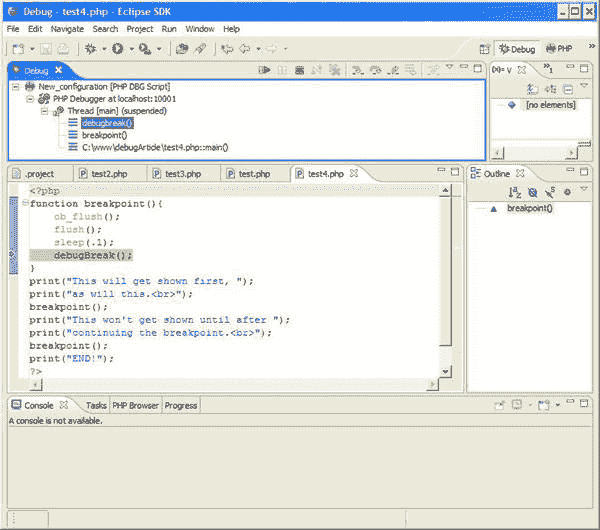 Debug - test4.php - Eclipse SDK
File Edit Navigate Search Project Run Window Help
Debug PHP
Debug
New_configuration [PHP DBG Script]
PHP Debugger at localhost:10001
Thread [main] (suspended)
debugbreak()
breakpoint()
C:\www\debugArticle\test4.php::main()
(x)= V
1
[no elements]
.project test2.php test3.php test.php test4.php
<?php
function breakpoint(){
ob_flush();
flush();
sleep(.1);
debugBreak();
}
print("This will get shown first, ");
print("as will this.<br>");
breakpoint();
print("This won't get shown until after ");
print("continuing the breakpoint.<br>");
breakpoint();
print("END!");
?>
Outline
breakpoint()
Console Tasks PHP Browser Progress
A console is not available.